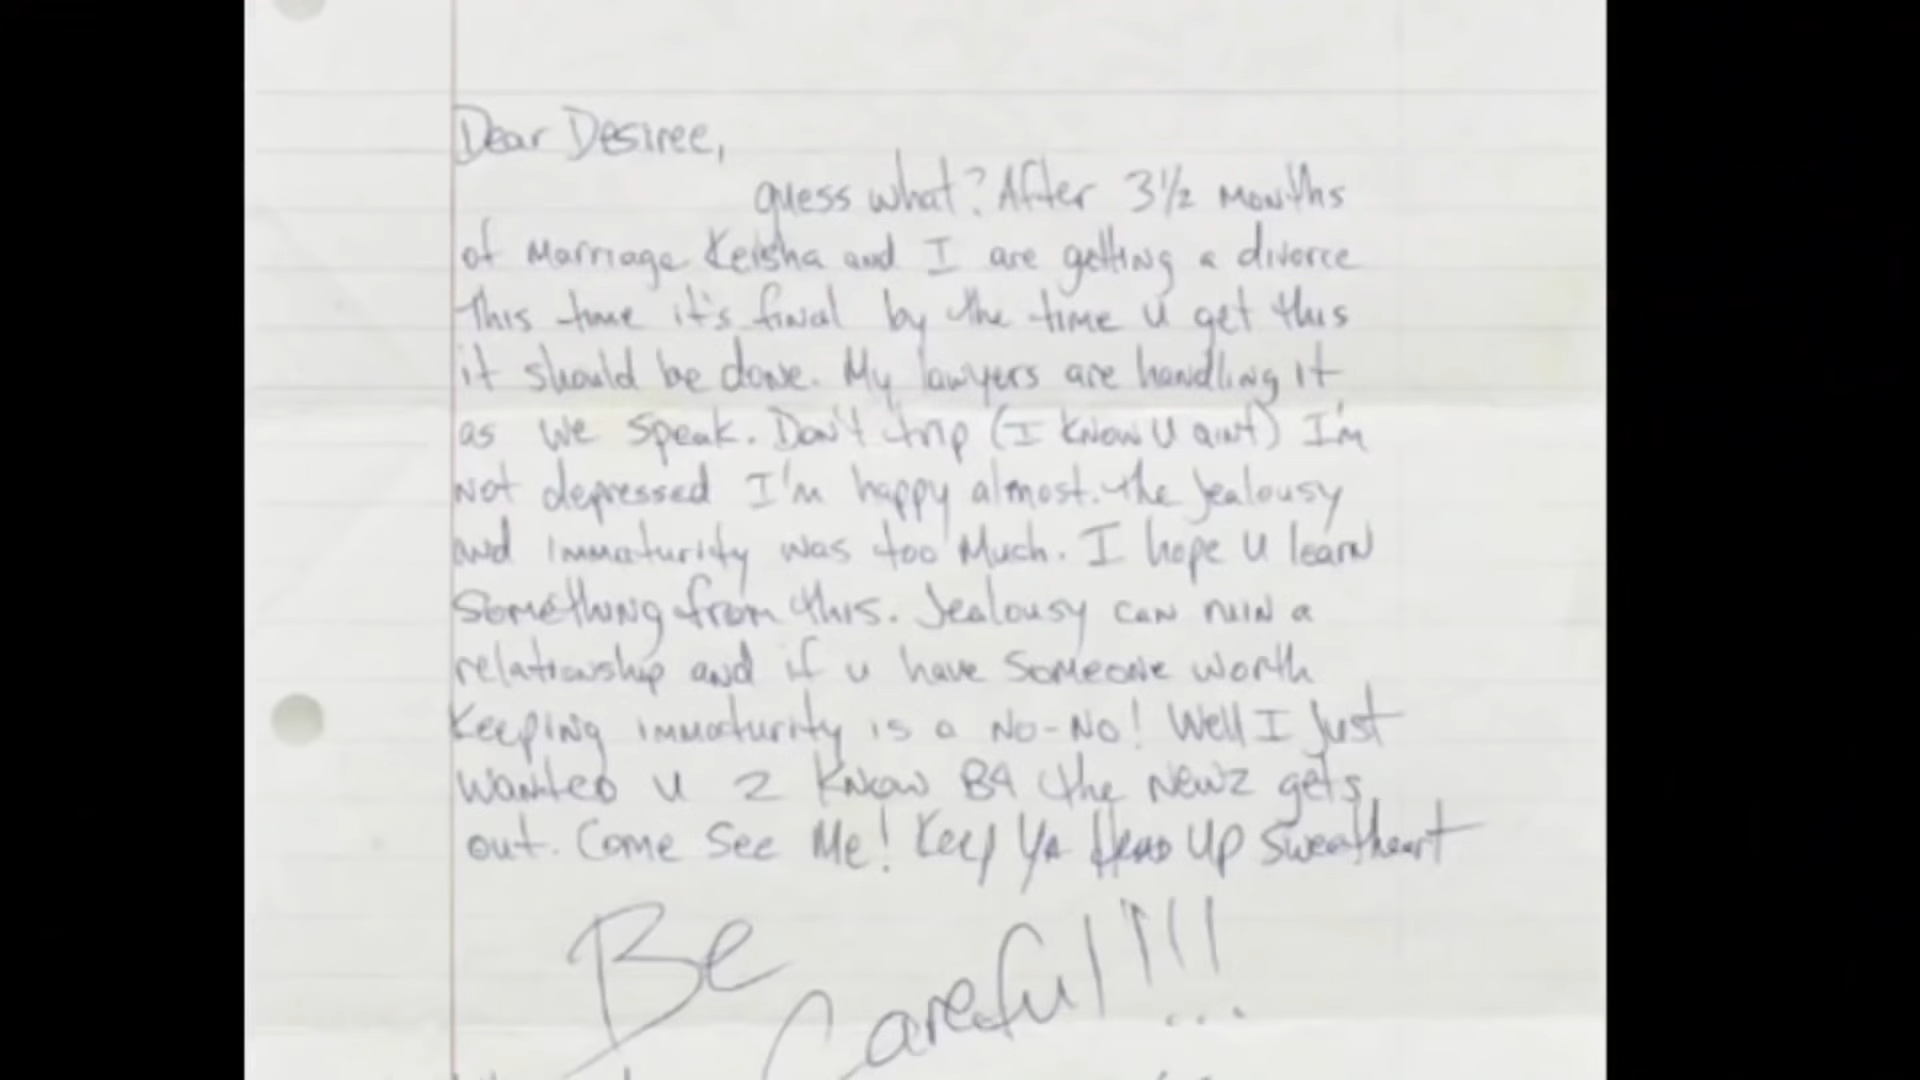 Dear Desiree,
guess what? After 3½ months
of marriage Keisha and I are getting a divorce
This time it's final by the time u get this
it should be done. My lawyers are handling it
as we speak. Don't trip (I know U aint) I'm
not depressed I'm happy almost. The Jealousy
and immaturity was too Much. I hope U learn
something from this. Jealousy can ruin a
relationship and if u have someone worth
Keeping immaturity is a No-No! Well I Just
wanted u 2 know B4 the Newz gets
out. Come See Me! Keep Ya Head Up Sweetheart
Be
Careful!!!